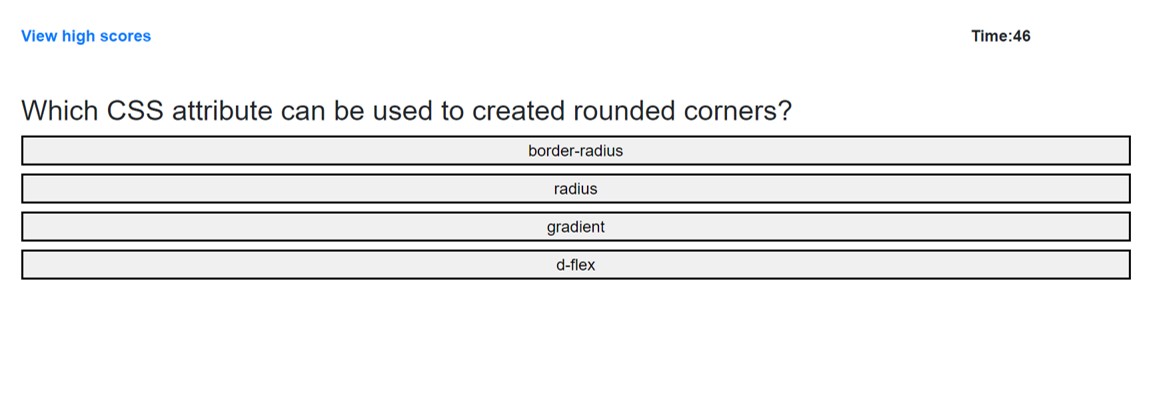 View high scores
Time:46
Which CSS attribute can be used to created rounded corners?
border-radius
radius
gradient
d-flex